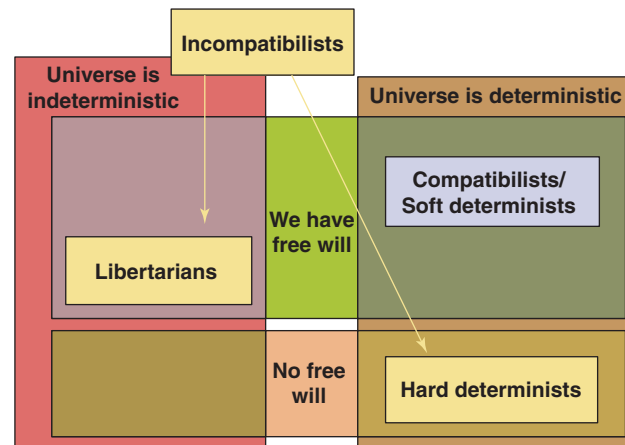 Incompatibilists
Universe is
indeterministic
Universe is deterministic
Compatibilists/
Soft determinists
We have
free will
Libertarians
No free
will
Hard determinists